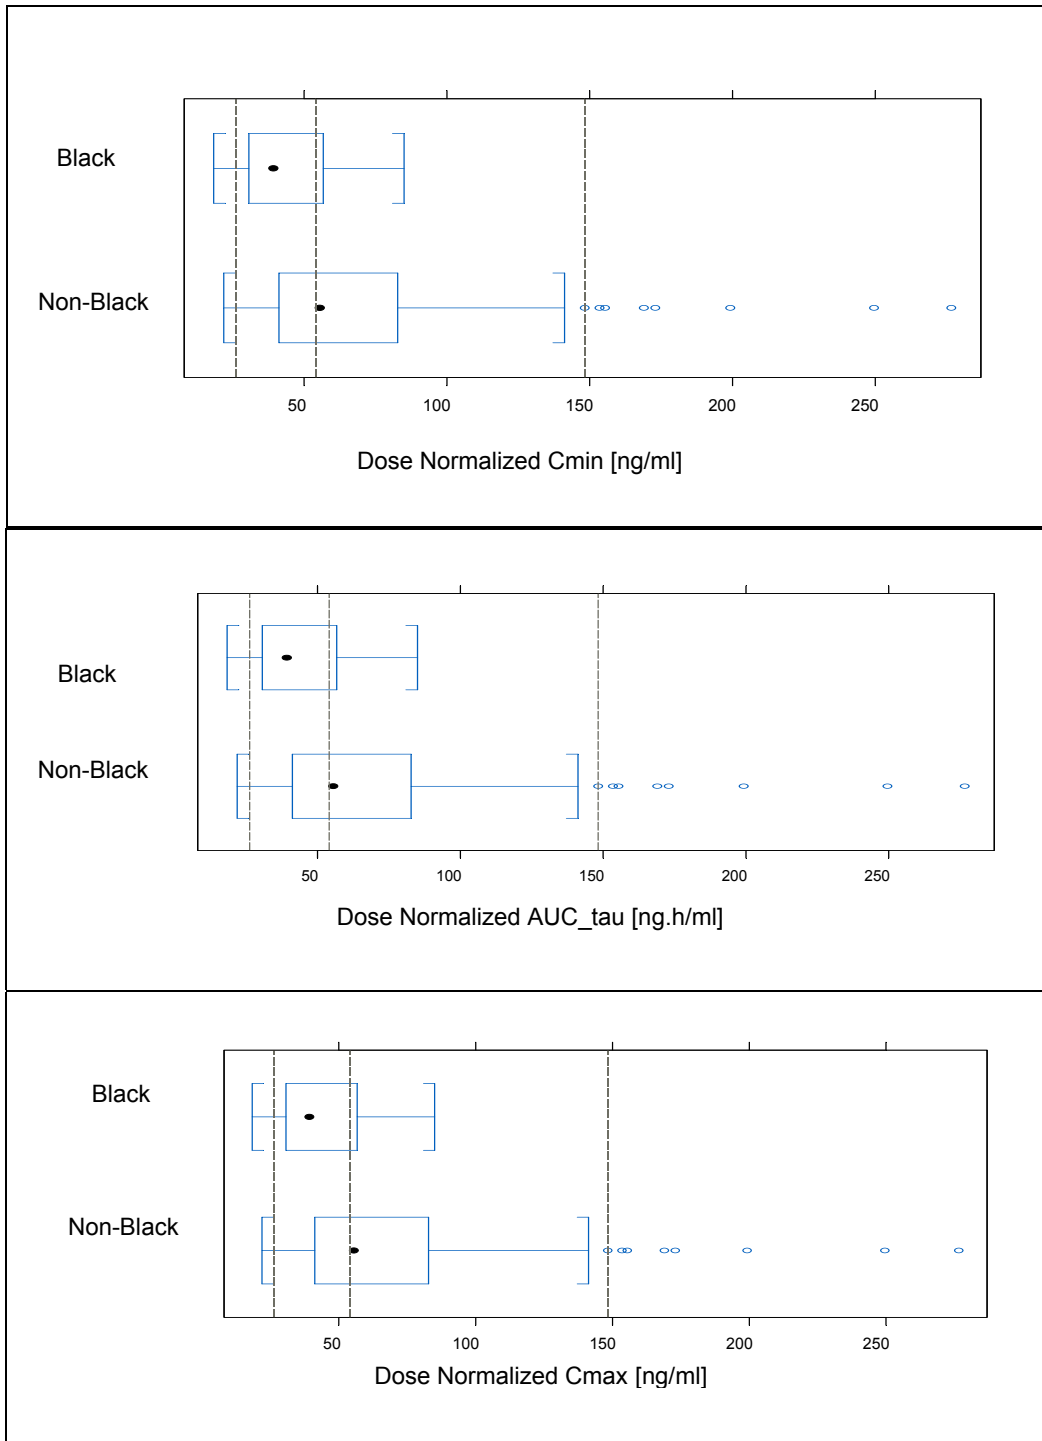 Black
Non-Black
50 100 150 200 250
Dose Normalized Cmin [ng/ml]
Black
Non-Black
50 100 150 200 250
Dose Normalized AUC_tau [ng.h/ml]
Black
Non-Black
50 100 150 200 250
Dose Normalized Cmax [ng/ml]